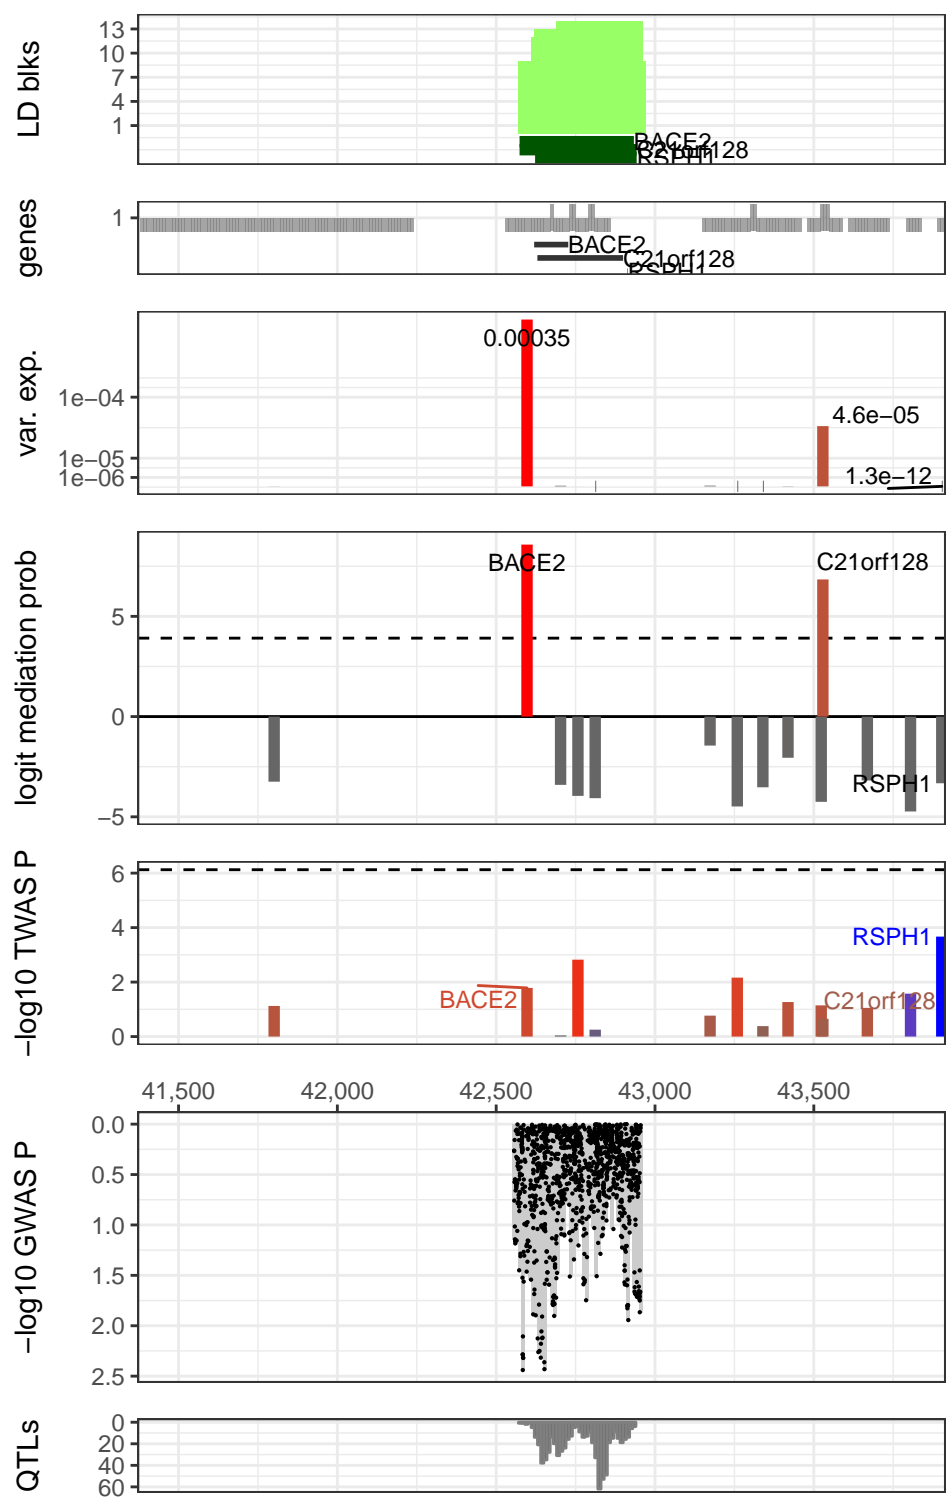 LD blks
13
10
7
4
1
BACE2
C21orf128
RSPH1
genes
1
BACE2
C21orf128
RSPH1
var. exp.
1e−04
1e−05
1e−06
0.00035
4.6e−05
1.3e−12
logit mediation prob
5
0
−5
BACE2
C21orf128
RSPH1
−log10 TWAS P
6
4
2
0
RSPH1
BACE2
C21orf128
41,500 42,000 42,500 43,000 43,500
−log10 GWAS P
0.0
0.5
1.0
1.5
2.0
2.5
QTLs
0
20
40
60